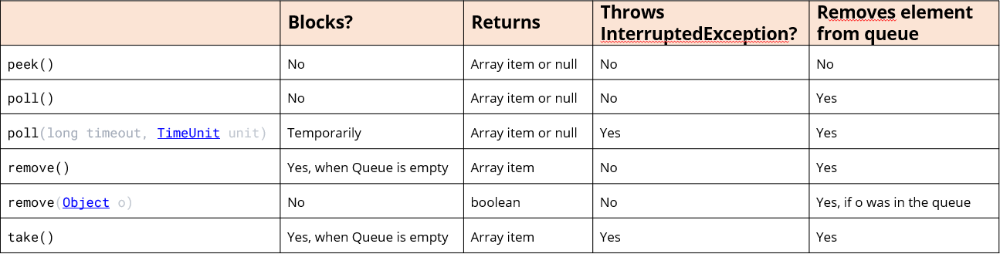 Blocks? Returns Throws InterruptedException? Removes element from queue
peek() No Array item or null No No
poll() No Array item or null No Yes
poll(long timeout, TimeUnit unit) Temporarily Array item or null Yes Yes
remove() Yes, when Queue is empty Array item No Yes
remove(Object o) No boolean No Yes, if o was in the queue
take() Yes, when Queue is empty Array item Yes Yes